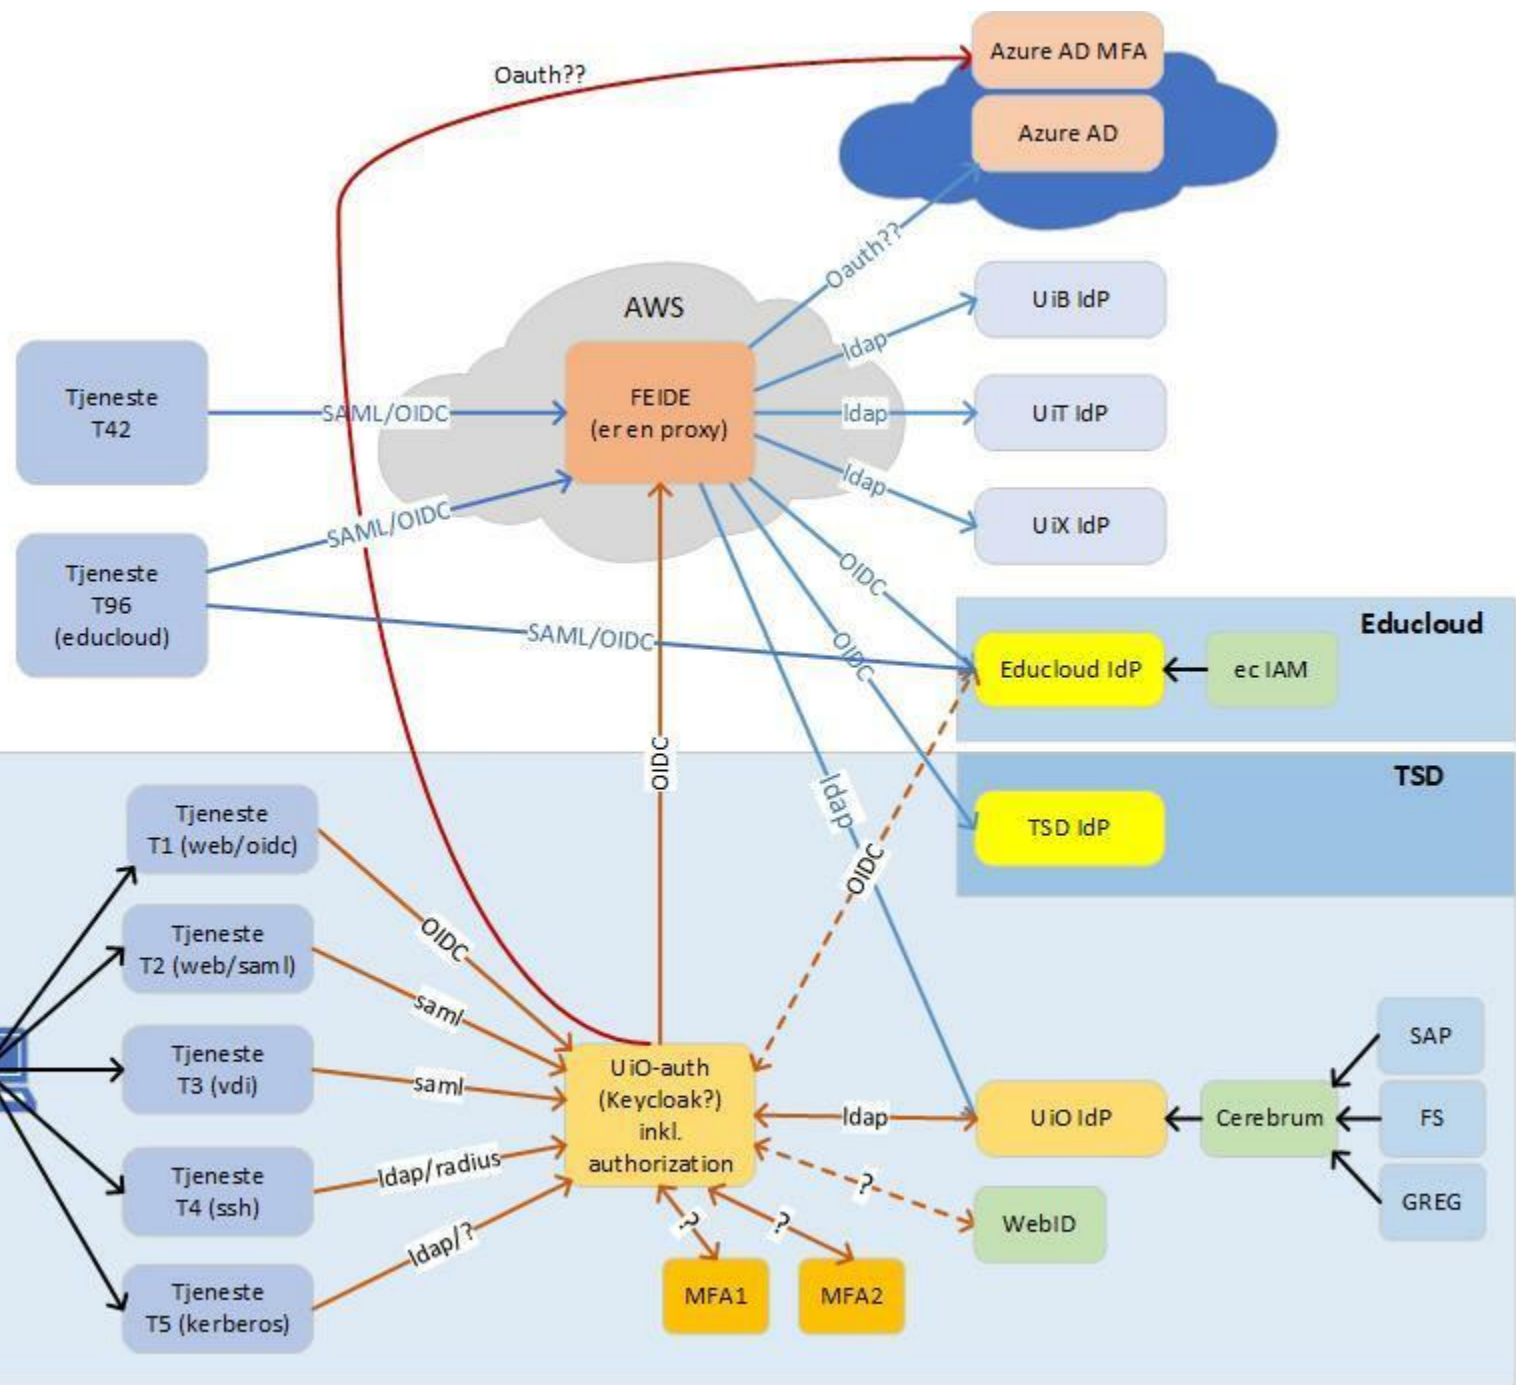 Azure AD MFA
Oauth??
Azure AD
Oauth??
UiB IdP
AWS
ldap
Tjeneste
T42
SAML/OIDC
FEIDE
(er en proxy)
ldap
UiT IdP
ldap
SAML/OIDC
UiX IdP
Tjeneste
T96
(educloud)
OIDC
SAML/OIDC
OIDC
Educloud
Educloud IdP
ec IAM
OIDC
ldap
TSD
TSD IdP
OIDC
Tjeneste
T1 (web/oidc)
OIDC
Tjeneste
T2 (web/saml)
saml
Tjeneste
T3 (vdi)
saml
UiO-auth
(Keycloak?)
inkl.
authorization
ldap
UiO IdP
Cerebrum
SAP
FS
GREG
Tjeneste
T4 (ssh)
ldap/radius
?
WebID
?
?
ldap/?
Tjeneste
T5 (kerberos)
MFA1
MFA2